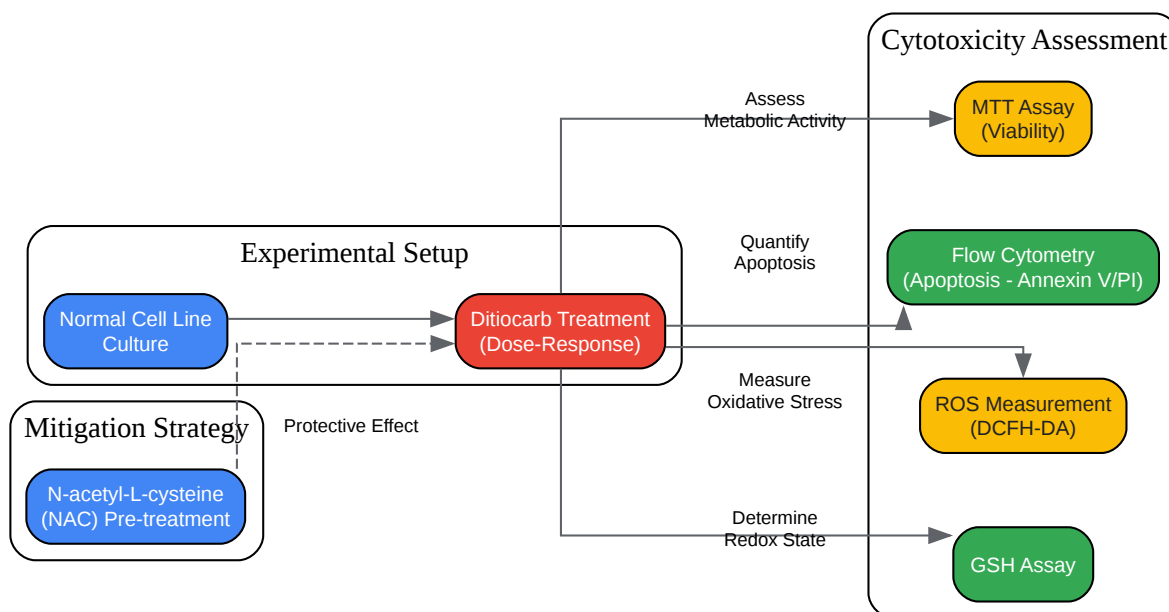 Cytotoxicity Assessment
Assess
Metabolic Activity
MTT Assay
(Viability)
Experimental Setup
Quantify
Apoptosis
Flow Cytometry
(Apoptosis - Annexin V/PI)
Normal Cell Line
Culture
Ditiocarb Treatment
(Dose-Response)
Measure
Oxidative Stress
ROS Measurement
(DCFH-DA)
Mitigation Strategy
Protective Effect
N-acetyl-L-cysteine
(NAC) Pre-treatment
Determine
Redox State
GSH Assay